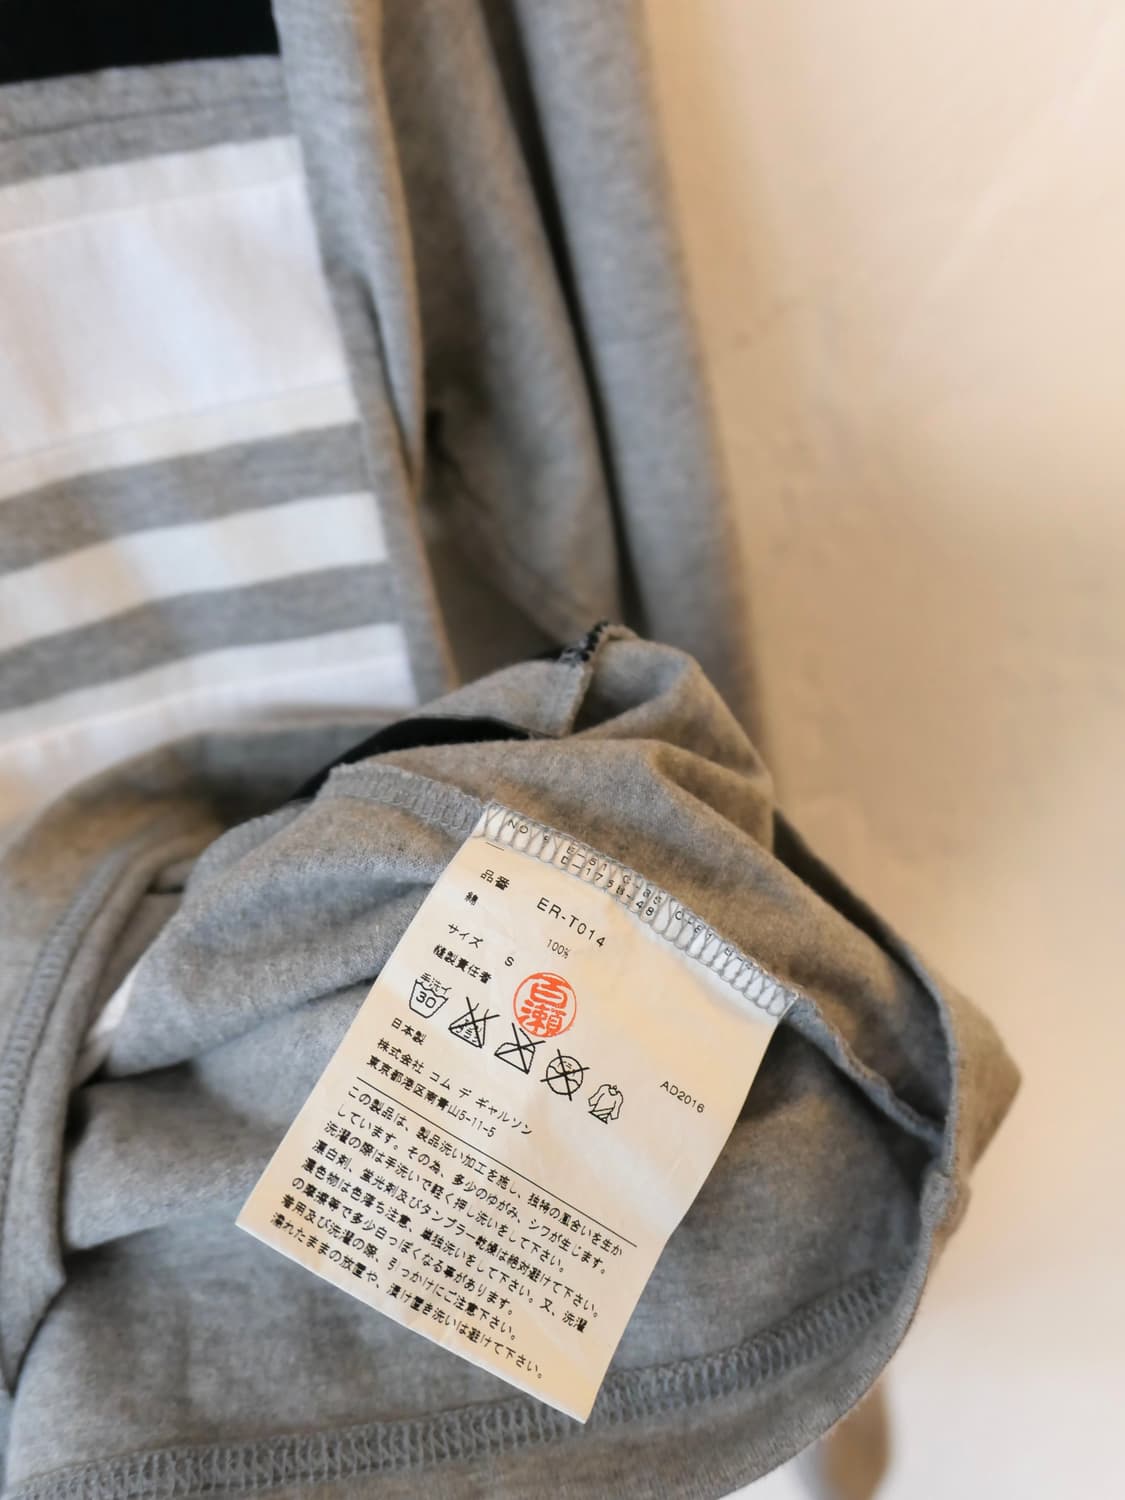 品番 ER-T014
綿 100%
サイズ S
縫製責任者
百瀬
手洗イ
30
日本製
AD2016
株式会社 コム デ ギャルソン
東京都港区南青山5-11-5
この製品は、製品洗い加工を施し、独特の風合いを生か
しています。その為、多少のゆがみ、シワが生じます。
洗濯の際は手洗いで軽く押し洗いをして下さい。
漂白剤、蛍光剤及びタンブラー乾燥は絶対避けて下さい。
濃色物は色落ち注意、単独洗いをして下さい。又、洗濯
の摩擦等で多少白っぽくなる事があります。
着用及び洗濯の際、引っかけにご注意下さい。
濡れたままの放置や、漬け置き洗いは避けて下さい。